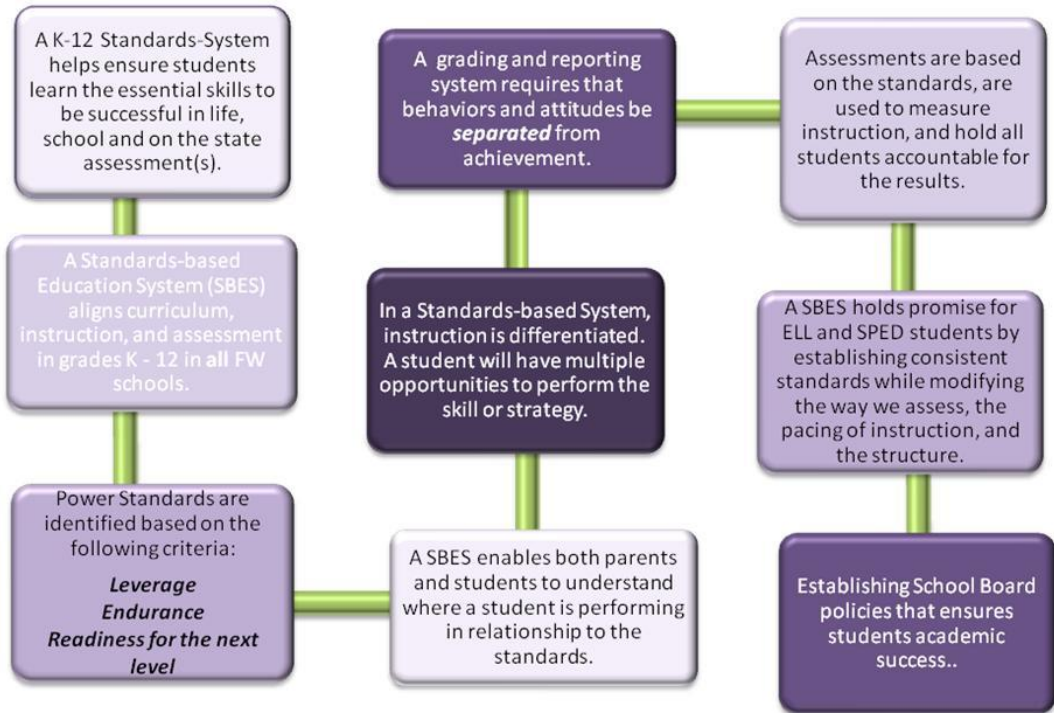 A K-12 Standards-System
helps ensure students
learn the essential skills to
be successful in life,
school and on the state
assessment(s).
A Standards-based
Education System (SBES)
aligns curriculum,
instruction, and assessment
in grades K - 12 in all FW
schools.
Power Standards are
identified based on the
following criteria:
Leverage
Endurance
Readiness for the next
level
A SBES enables both parents
and students to understand
where a student is performing
in relationship to the
standards.
In a Standards-based System,
instruction is differentiated.
A student will have multiple
opportunities to perform the
skill or strategy.
A grading and reporting
system requires that
behaviors and attitudes be
separated from
achievement.
Assessments are based
on the standards, are
used to measure
instruction, and hold all
students accountable for
the results.
A SBES holds promise for
ELL and SPED students by
establishing consistent
standards while modifying
the way we assess, the
pacing of instruction, and
the structure.
Establishing School Board
policies that ensures
students academic
success..